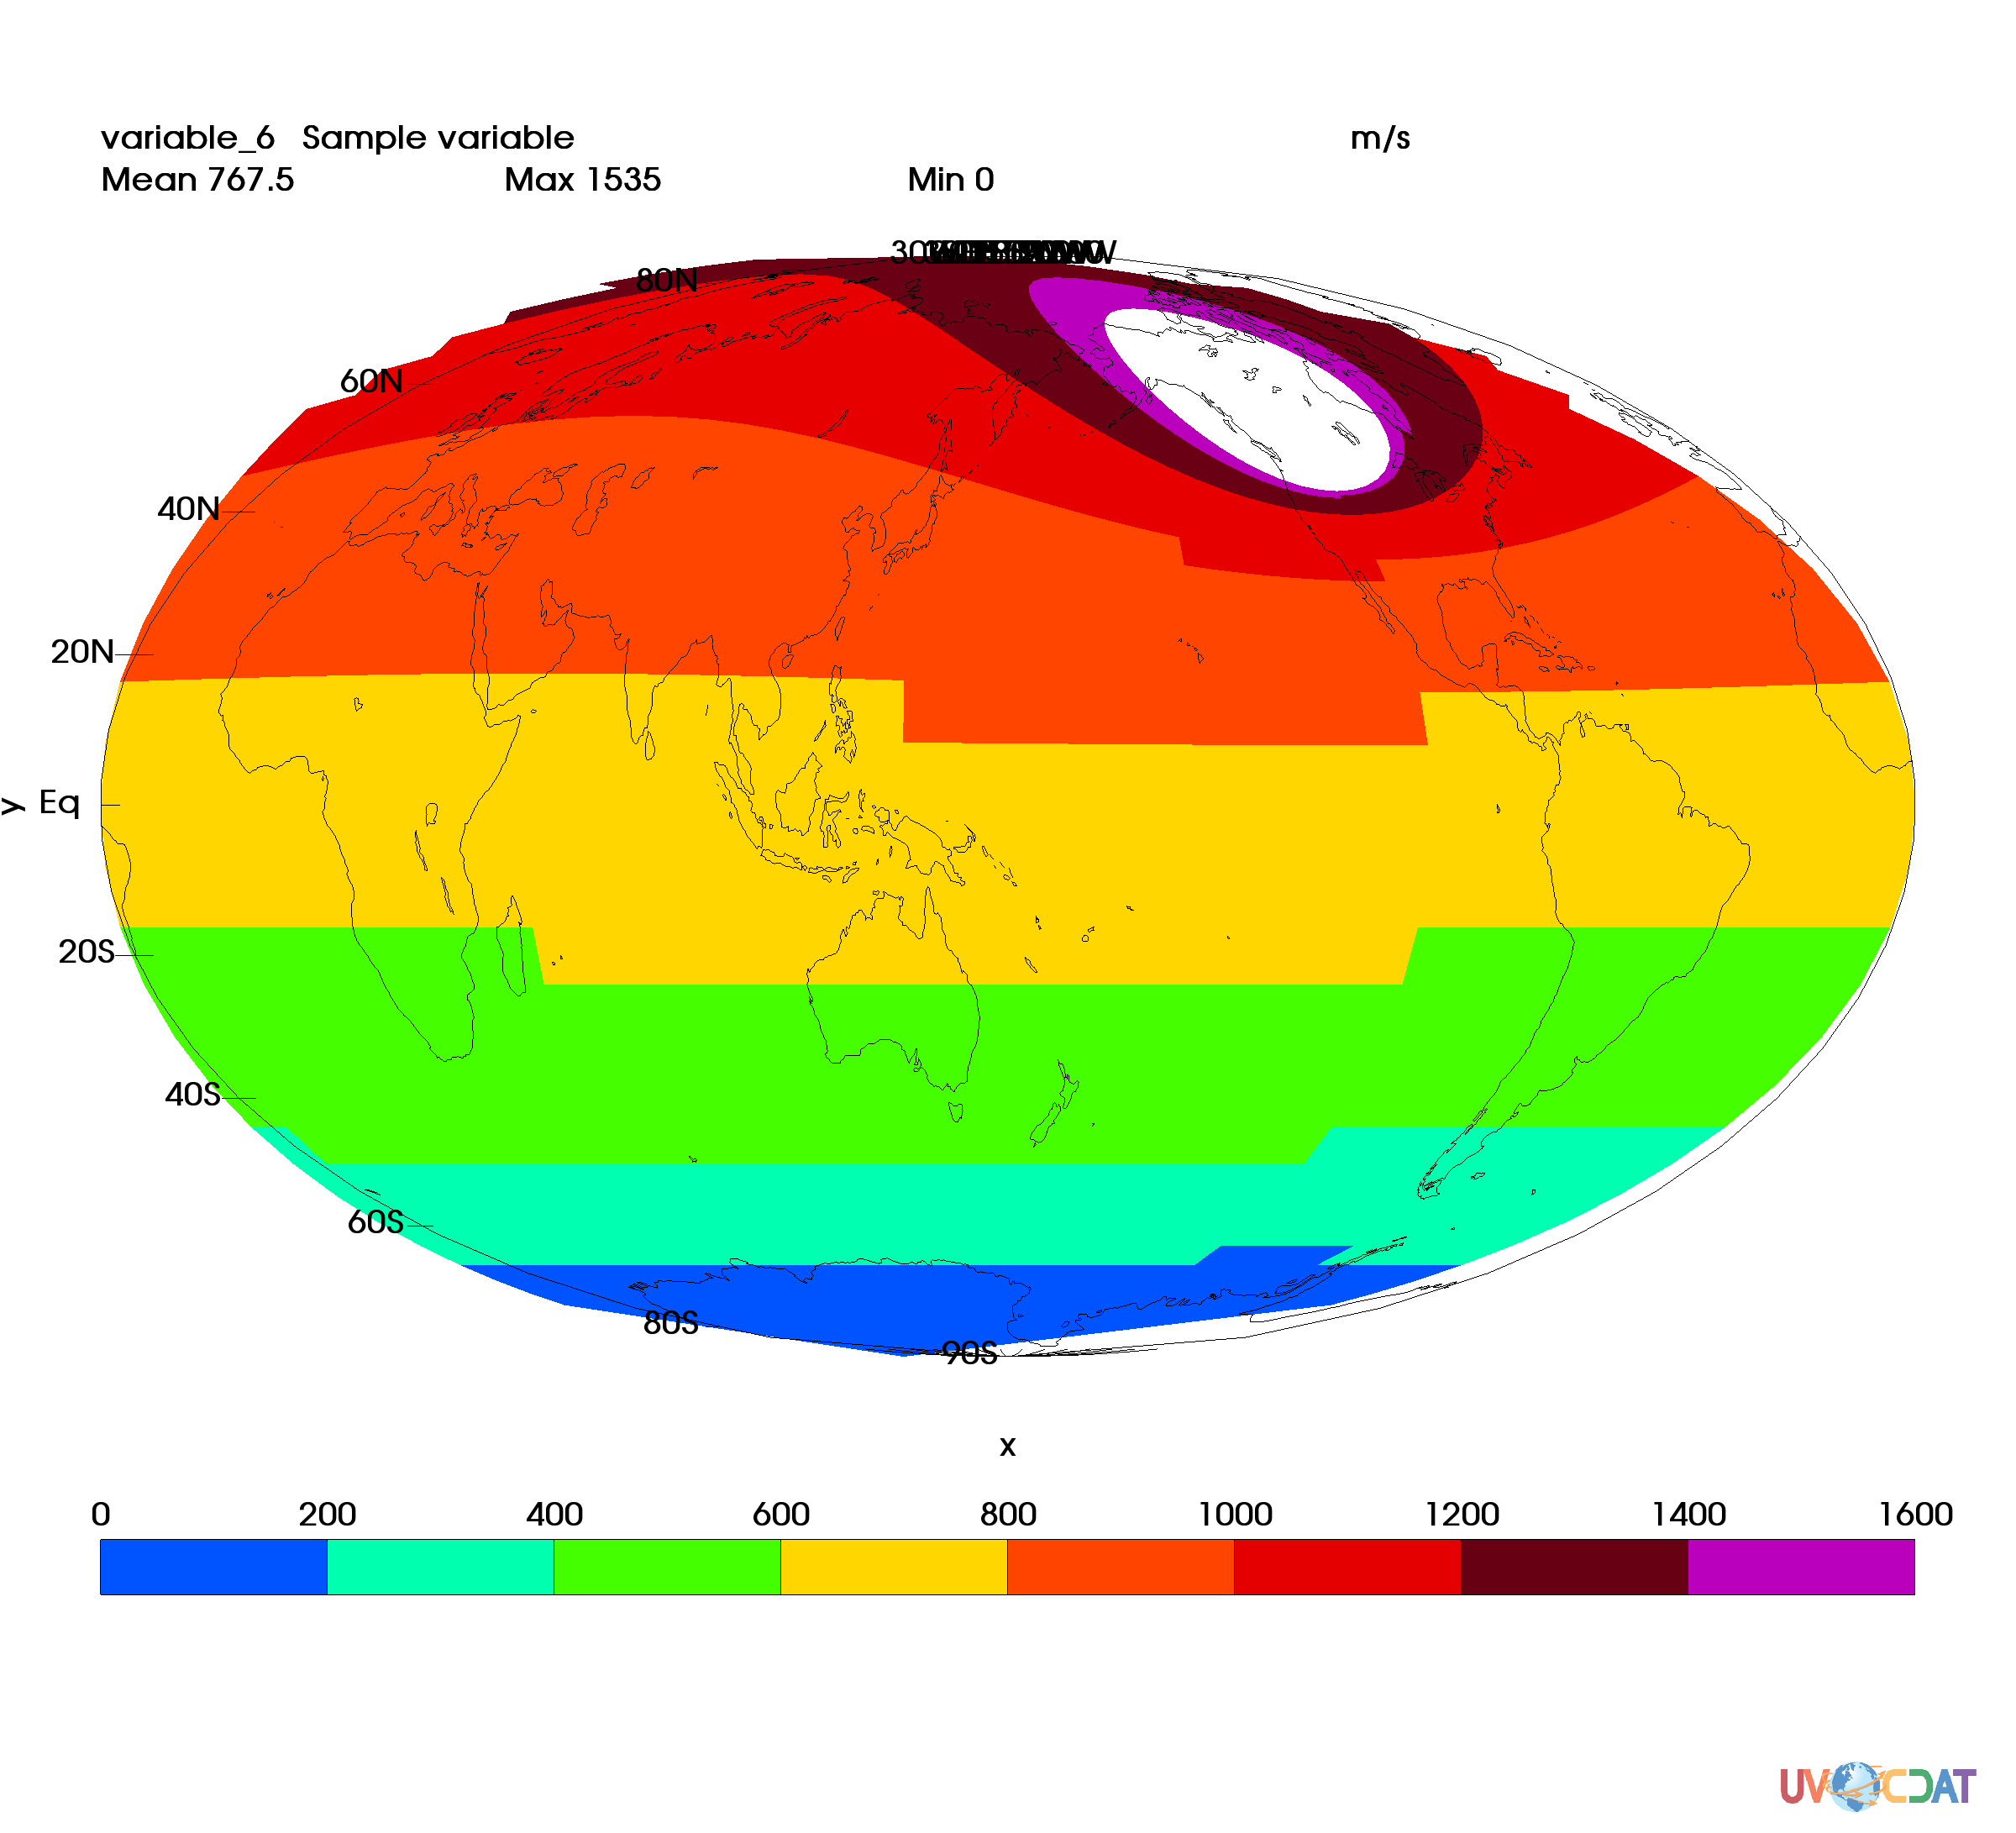 variable_6 Sample variable m/s
Mean 767.5 Max 1535 Min 0
80N
60N
40N
20N
y Eq
20S
40S
60S
80S
90S
x
0 200 400 600 800 1000 1200 1400 1600
UV CDAT